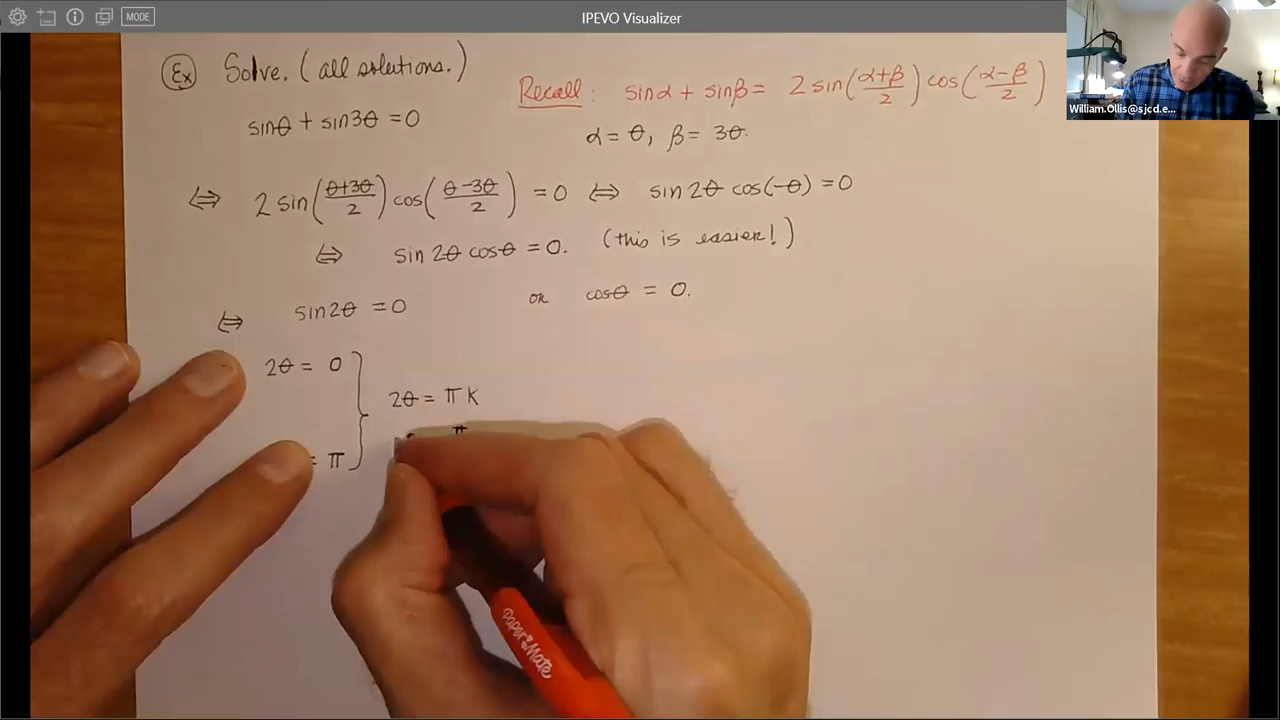 MODE
IPEVO Visualizer
William.Ollis@sjcd.e...
Ex Solve. (all solutions.)
Recall: sinα + sinβ = 2 sin((α+β)/2) cos((α-β)/2)
sinθ + sin3θ = 0
α = θ, β = 3θ.
⇔ 2 sin((θ+3θ)/2) cos((θ-3θ)/2) = 0 ⇔ sin 2θ cos(-θ) = 0
⇔ sin 2θ cosθ = 0. (this is easier!)
⇔ sin2θ = 0 or cosθ = 0.
2θ = 0
2θ = π k
= π
π
Paper Mate